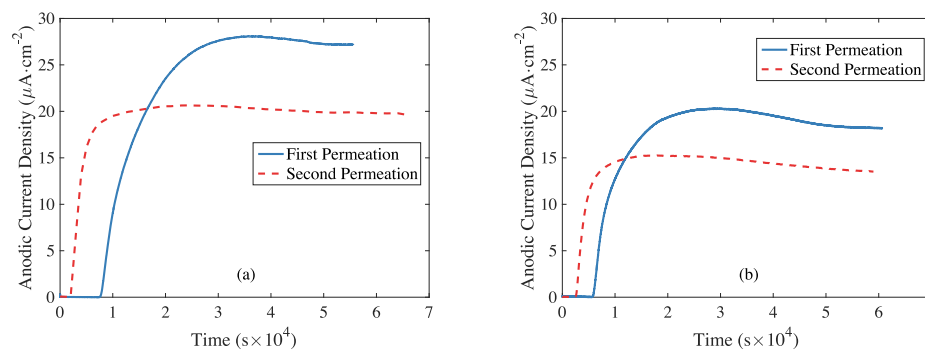 30
25
20
15
10
5
0
Anodic Current Density (μA·cm⁻²)
First Permeation
Second Permeation
(a)
0 1 2 3 4 5 6 7
Time (s×10⁴)
30
25
20
15
10
5
0
Anodic Current Density (μA·cm⁻²)
First Permeation
Second Permeation
(b)
0 1 2 3 4 5 6 7
Time (s×10⁴)